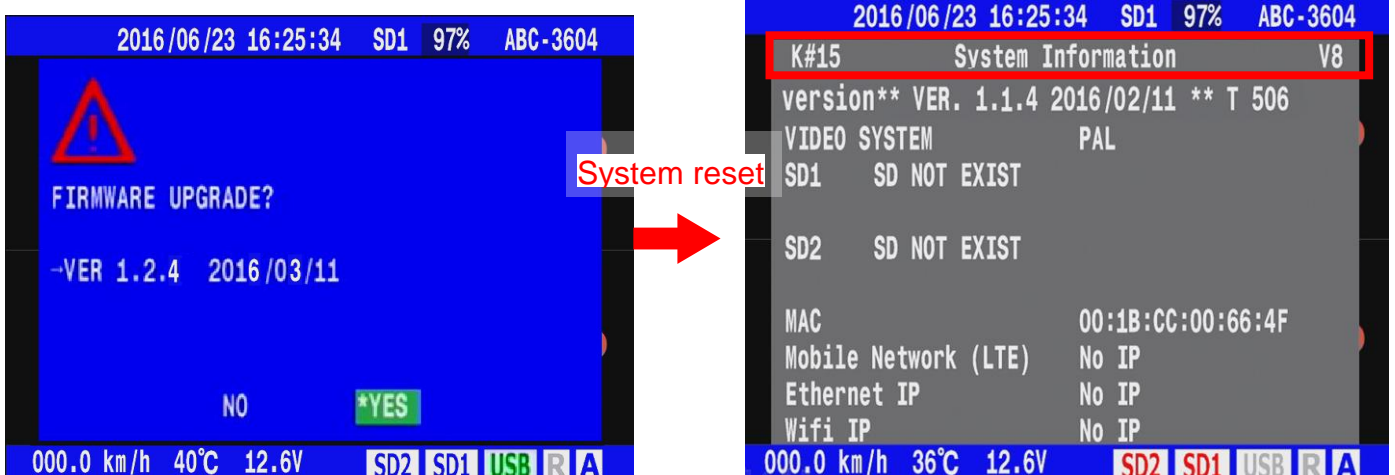 2016/06/23 16:25:34 SD1 97% ABC-3604
FIRMWARE UPGRADE?
→VER 1.2.4 2016/03/11
NO *YES
000.0 km/h 40℃ 12.6V SD2 SD1 USB R A
System reset
2016/06/23 16:25:34 SD1 97% ABC-3604
K#15 System Information V8
version** VER. 1.1.4 2016/02/11 ** T 506
VIDEO SYSTEM PAL
SD1 SD NOT EXIST
SD2 SD NOT EXIST
MAC 00:1B:CC:00:66:4F
Mobile Network (LTE) No IP
Ethernet IP No IP
Wifi IP No IP
000.0 km/h 36℃ 12.6V SD2 SD1 USB R A